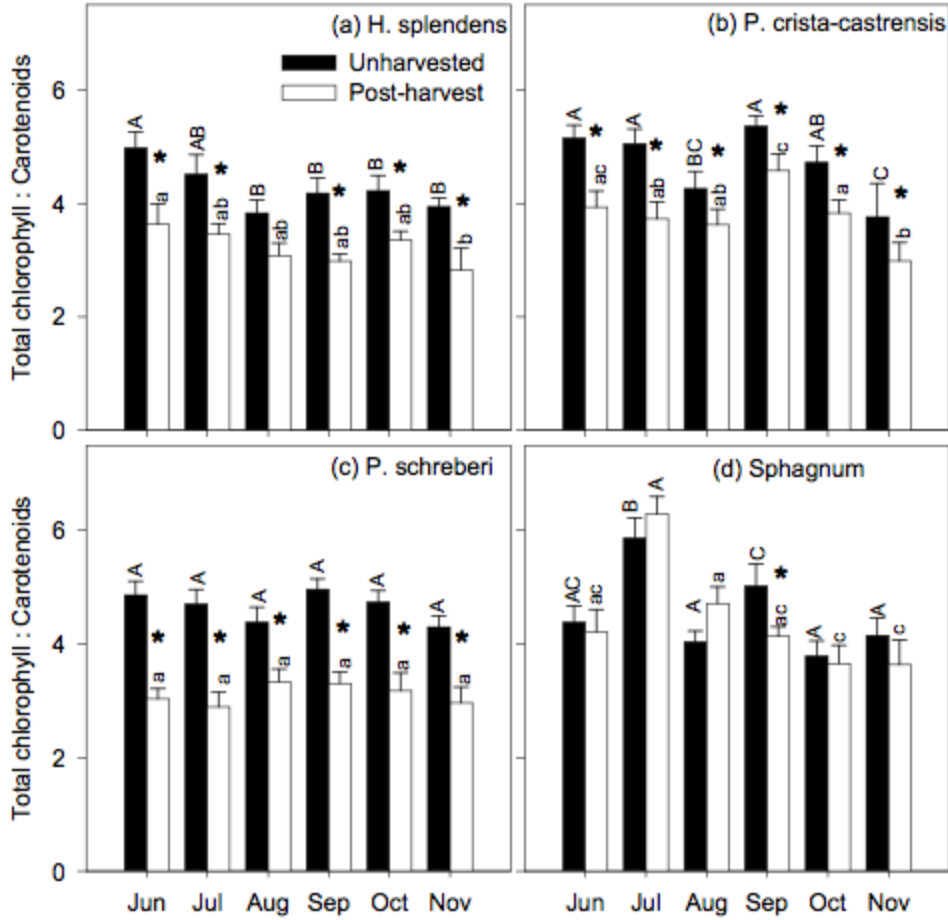 (a) H. splendens
Unharvested
Post-harvest
Total chlorophyll : Carotenoids
6
4
2
0
A
*
a
AB
*
ab
B
ab
B
*
ab
B
*
ab
B
*
b
(b) P. crista-castrensis
A
*
ac
A
*
ab
BC
*
ab
A
*
c
AB
*
a
C
*
b
(c) P. schreberi
Total chlorophyll : Carotenoids
6
4
2
0
A
*
a
A
*
a
A
*
a
A
*
a
A
*
a
A
*
a
Jun Jul Aug Sep Oct Nov
(d) Sphagnum
AC
ac
B
A
A
a
C
*
ac
A
c
A
c
Jun Jul Aug Sep Oct Nov